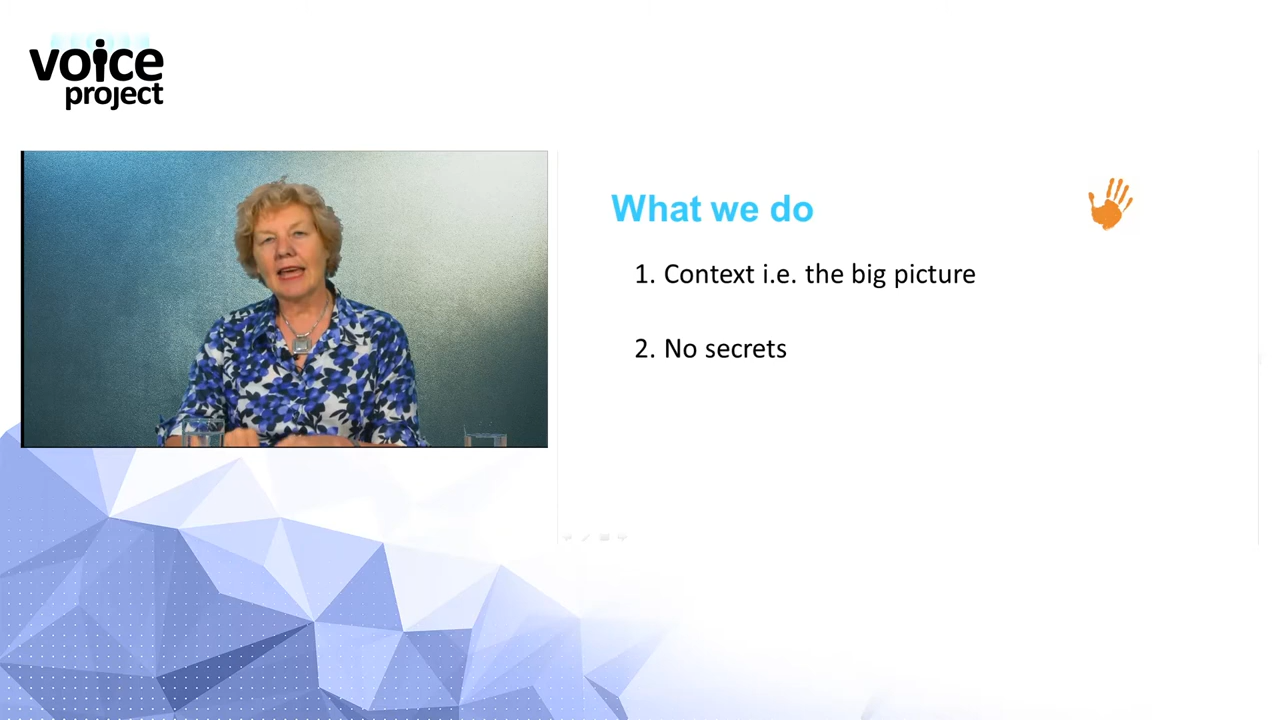 voice
project
What we do
1. Context i.e. the big picture
2. No secrets